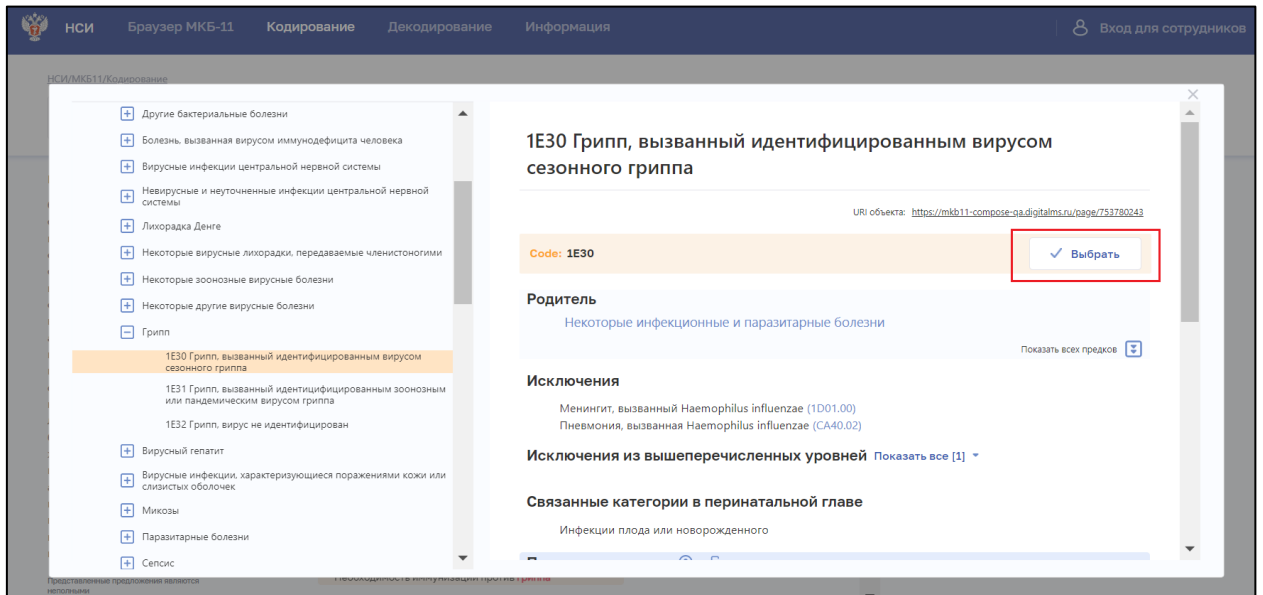 НСИ
Браузер МКБ-11
Кодирование
Декодирование
Информация
Вход для сотрудников
НСИ/МКБ11/Кодирование
Другие бактериальные болезни
Болезнь, вызванная вирусом иммунодефицита человека
Вирусные инфекции центральной нервной системы
Невирусные и неуточненные инфекции центральной нервной
системы
Лихорадка Денге
Некоторые вирусные лихорадки, передаваемые членистоногими
Некоторые зоонозные вирусные болезни
Некоторые другие вирусные болезни
Грипп
1E30 Грипп, вызванный идентифицированным вирусом
сезонного гриппа
1E31 Грипп, вызванный идентицифицированным зоонозным
или пандемическим вирусом гриппа
1E32 Грипп, вирус не идентифицирован
Вирусный гепатит
Вирусные инфекции, характеризующиеся поражениями кожи или
слизистых оболочек
Микозы
Паразитарные болезни
Сепсис
1E30 Грипп, вызванный идентифицированным вирусом
сезонного гриппа
URI объекта: https://mkb11-compose-qa.digitalms.ru/page/753780243
Code: 1E30
Выбрать
Родитель
Некоторые инфекционные и паразитарные болезни
Показать всех предков
Исключения
Менингит, вызванный Haemophilus influenzae (1D01.00)
Пневмония, вызванная Haemophilus influenzae (CA40.02)
Исключения из вышеперечисленных уровней Показать все [1]
Связанные категории в перинатальной главе
Инфекции плода или новорожденного
Представленные предложения являются
неполными
Необходимость иммунизации против гриппа